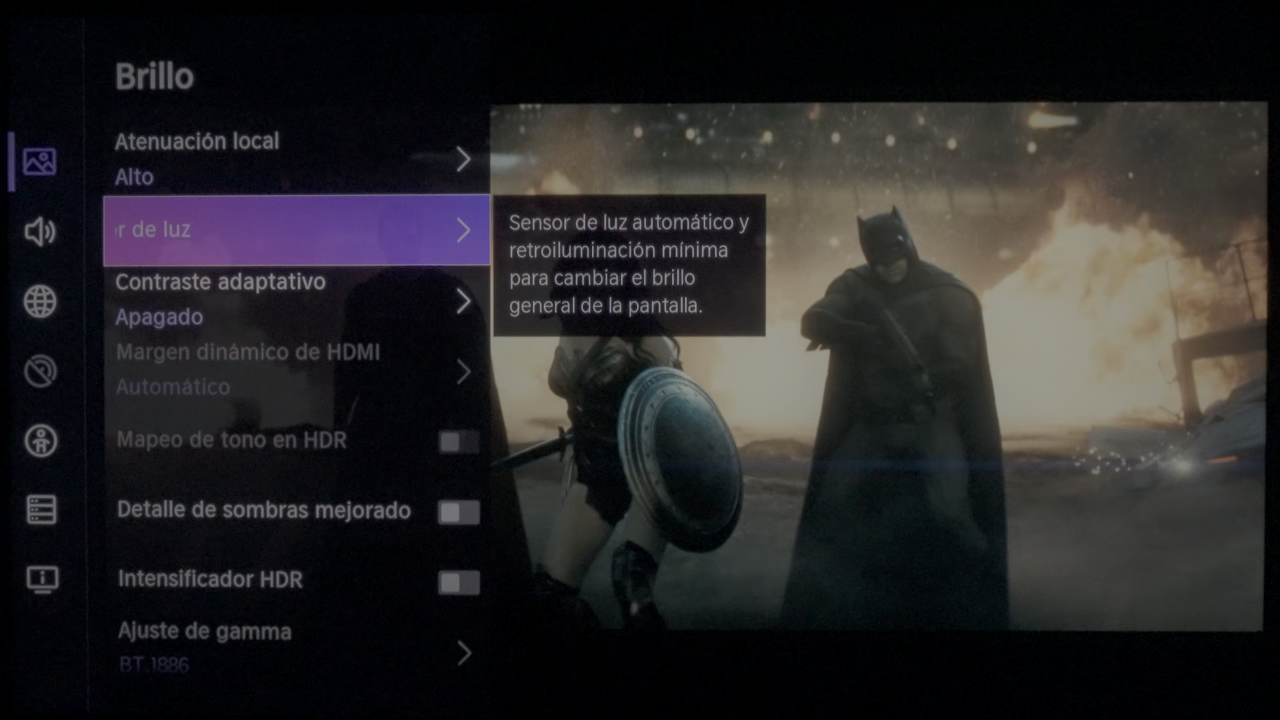 Brillo
Atenuación local
Alto
r de luz
Sensor de luz automático y
retroiluminación mínima
para cambiar el brillo
general de la pantalla.
Contraste adaptativo
Apagado
Margen dinámico de HDMI
Automático
Mapeo de tono en HDR
Detalle de sombras mejorado
Intensificador HDR
Ajuste de gamma
BT.1886